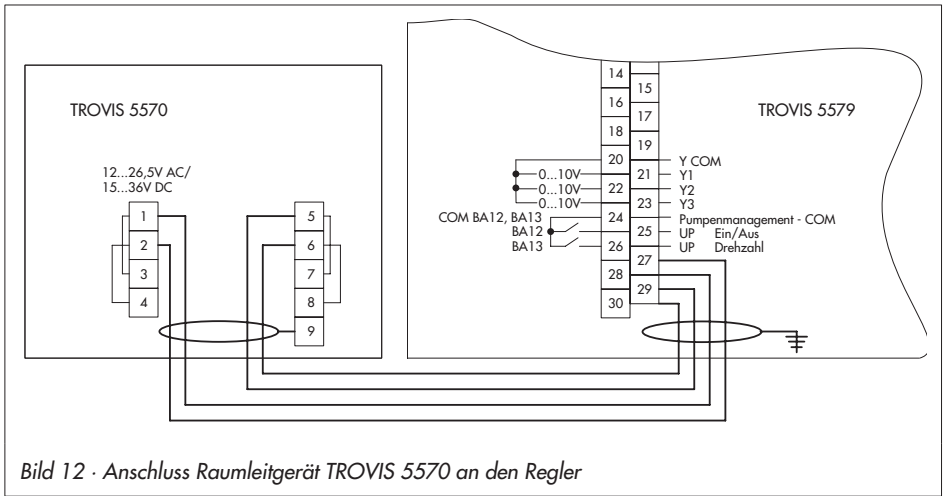 TROVIS 5570
12...26,5V AC/
15...36V DC
1
2
3
4
5
6
7
8
9
TROVIS 5579
14
15
16
17
18
19
20
21
22
23
24
25
26
27
28
29
30
0...10V
0...10V
0...10V
COM BA12, BA13
BA12
BA13
Y COM
Y1
Y2
Y3
Pumpenmanagement - COM
UP Ein/Aus
UP Drehzahl
Bild 12 · Anschluss Raumleitgerät TROVIS 5570 an den Regler